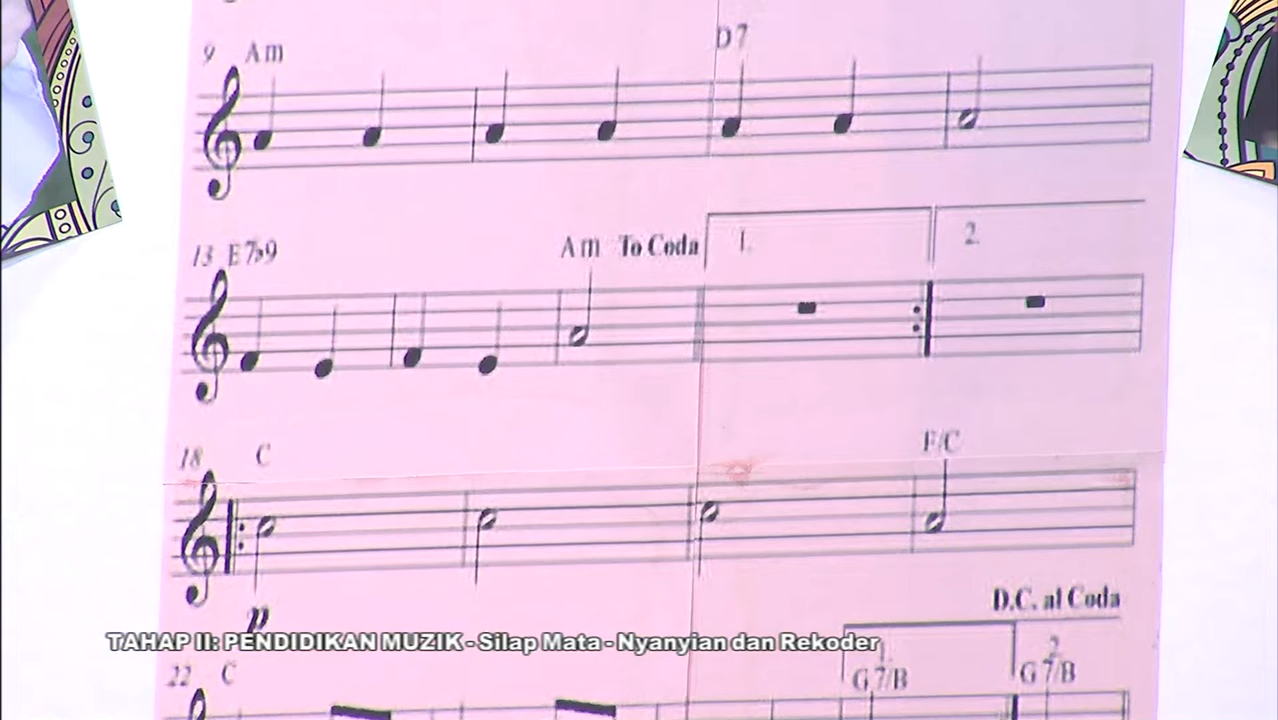 9 Am D7
13 E7♭9 Am To Coda 1. 2.
18 C F/C
p
D.C. al Coda
TAHAP II: PENDIDIKAN MUZIK - Silap Mata - Nyanyian dan Rekoder
1. 2.
22 C G7/B G7/B